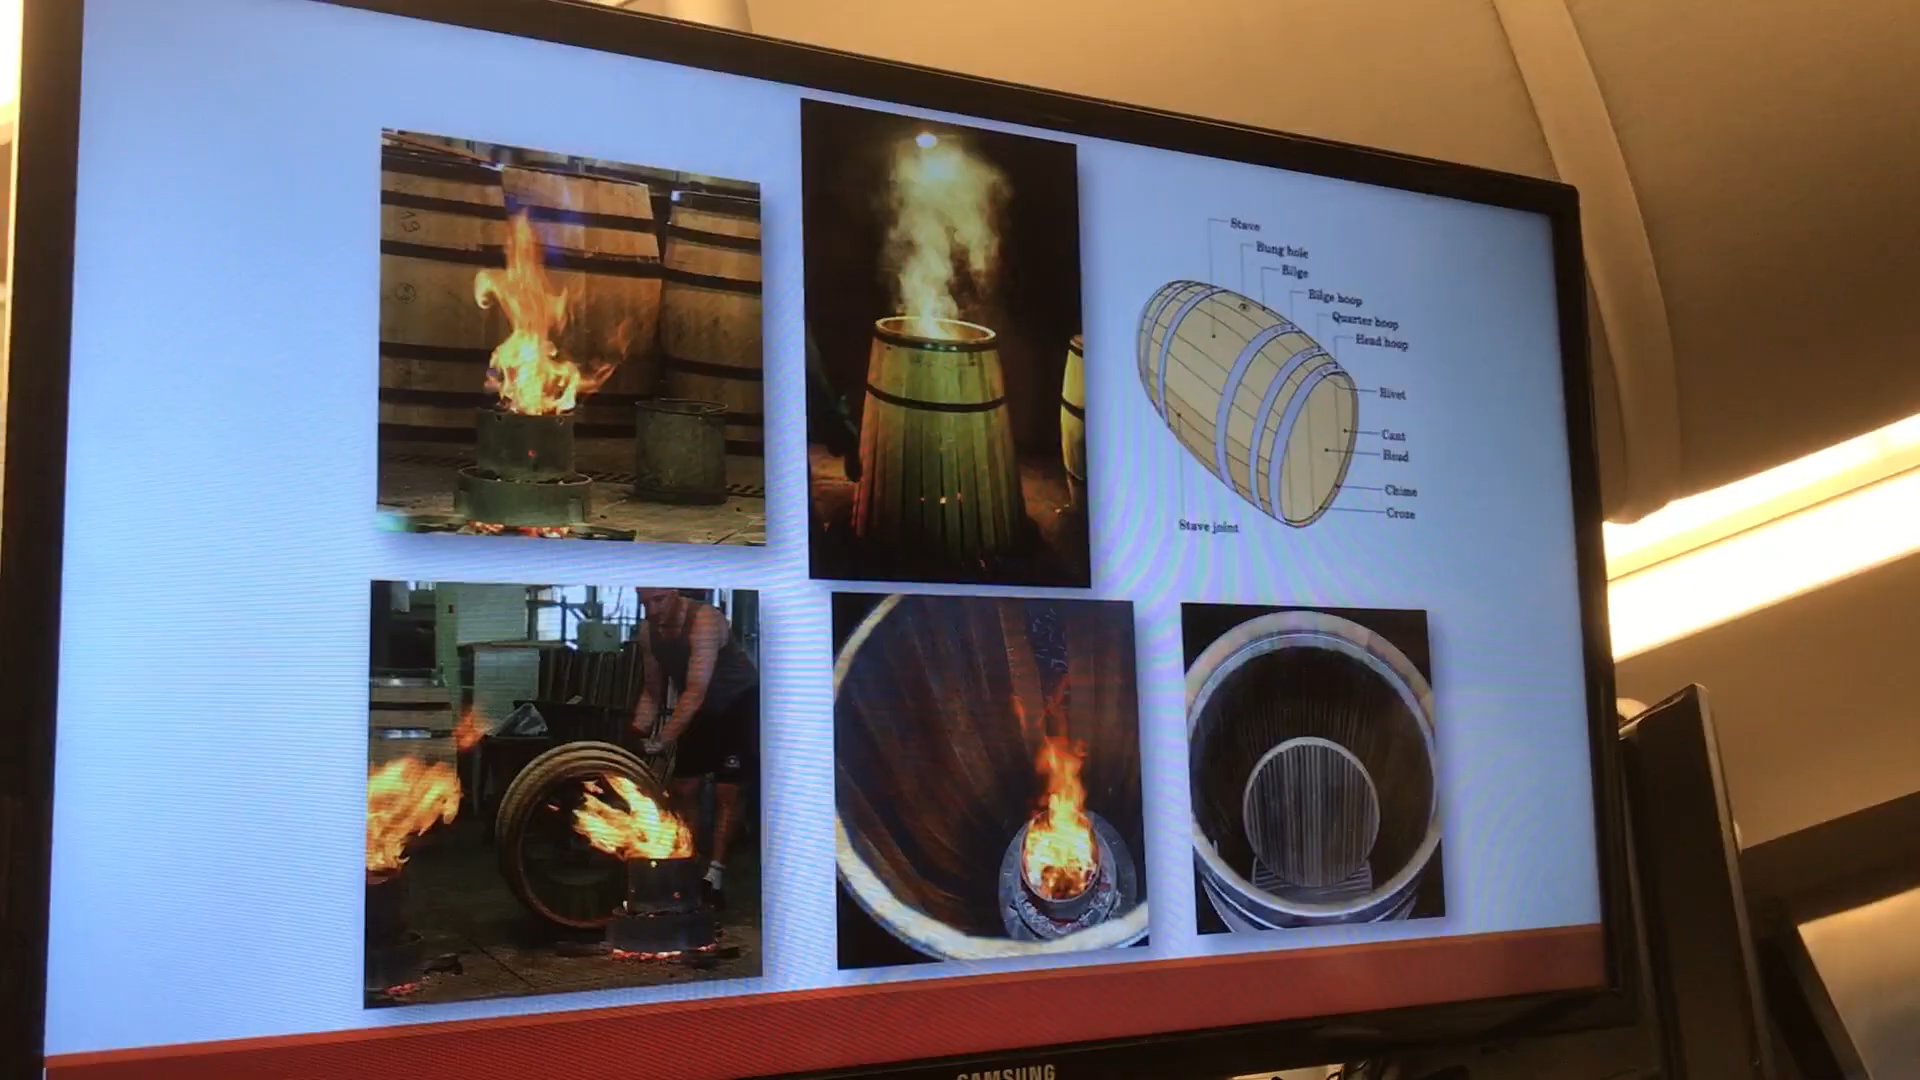 Stave
Bung hole
Bilge
Bilge hoop
Quarter hoop
Head hoop
Rivet
Cant
Head
Chime
Croze
Stave joint
SAMSUNG